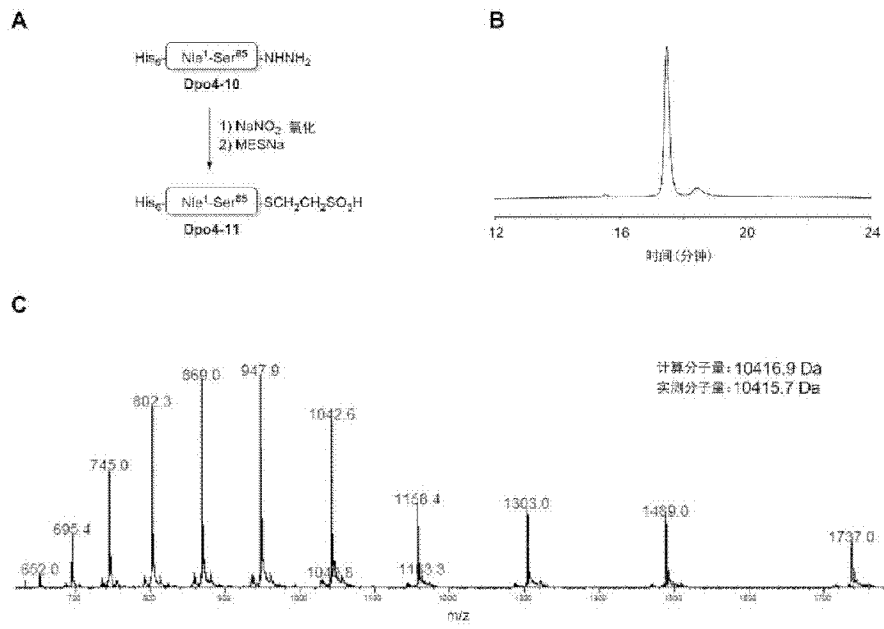 A
His₆- Nle¹-Ser⁸⁵ -NHNH₂
Dpo4-10
1) NaNO₂ 氧化
2) MESNa
His₆- Nle¹-Ser⁸⁵ -SCH₂CH₂SO₃H
Dpo4-11
B
12 16 20 24
时间(分钟)
C
计算分子量: 10416.9 Da
实测分子量: 10415.7 Da
652.0
695.4
745.0
802.3
869.0
947.9
1042.6
1158.4
1303.0
1489.0
1737.0
m/z